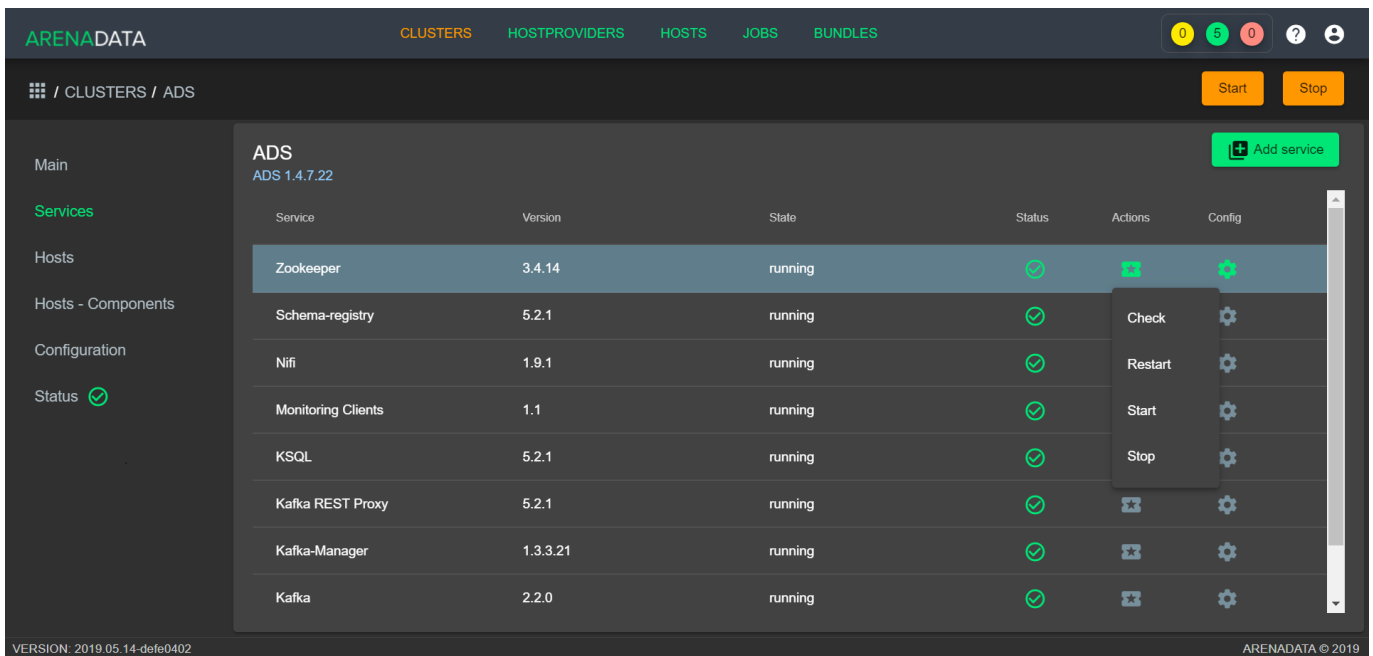 ARENADATA CLUSTERS HOSTPROVIDERS HOSTS JOBS BUNDLES 0 5 0 ?
/ CLUSTERS / ADS Start Stop
Main
Services
Hosts
Hosts - Components
Configuration
Status
ADS Add service
ADS 1.4.7.22
Service Version State Status Actions Config
Zookeeper 3.4.14 running
Schema-registry 5.2.1 running
Nifi 1.9.1 running
Monitoring Clients 1.1 running
KSQL 5.2.1 running
Kafka REST Proxy 5.2.1 running
Kafka-Manager 1.3.3.21 running
Kafka 2.2.0 running
Check
Restart
Start
Stop
VERSION: 2019.05.14-defe0402 ARENADATA © 2019